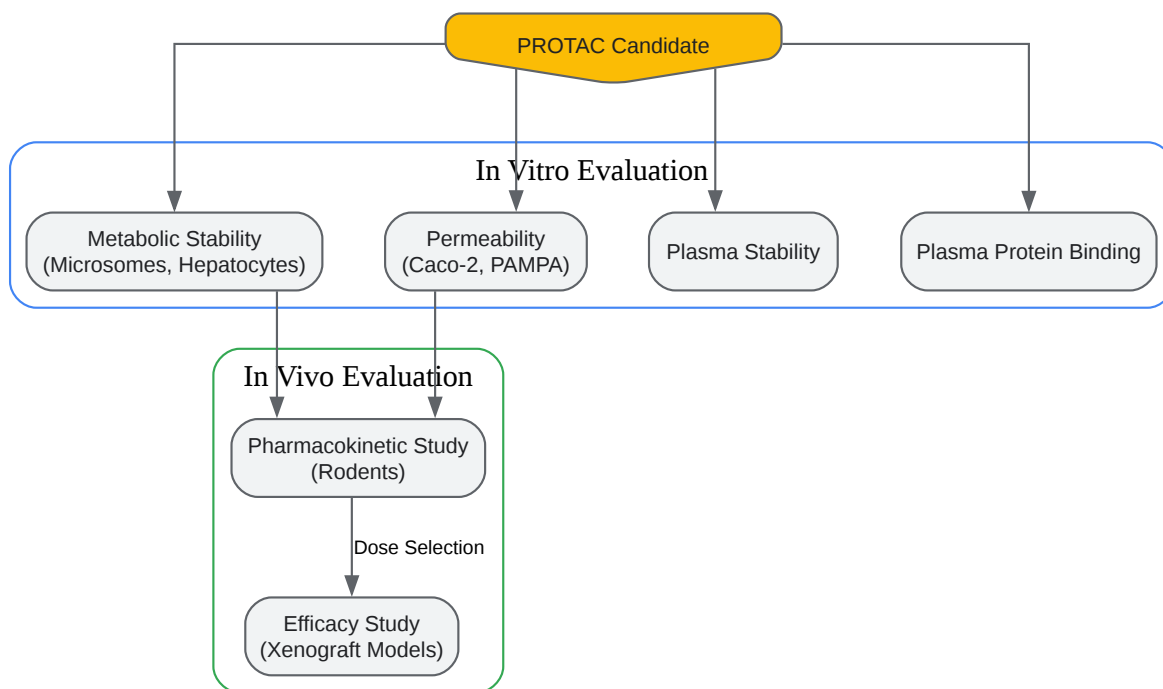 PROTAC Candidate
In Vitro Evaluation
Metabolic Stability
(Microsomes, Hepatocytes)
Permeability
(Caco-2, PAMPA)
Plasma Stability
Plasma Protein Binding
In Vivo Evaluation
Pharmacokinetic Study
(Rodents)
Dose Selection
Efficacy Study
(Xenograft Models)